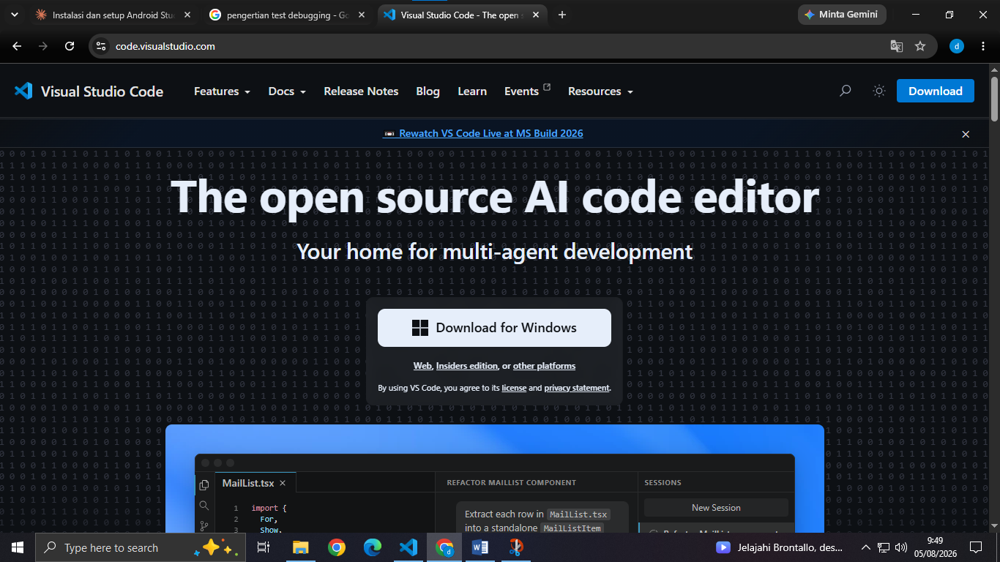 Instalasi dan setup Android Stu
pengertian test debugging - Go
Visual Studio Code - The open s
Minta Gemini
code.visualstudio.com
d
Visual Studio Code
Features
Docs
Release Notes
Blog
Learn
Events
Resources
Download
Rewatch VS Code Live at MS Build 2026
The open source AI code editor
Your home for multi-agent development
Download for Windows
Web, Insiders edition, or other platforms
By using VS Code, you agree to its license and privacy statement.
MailList.tsx
REFACTOR MAILLIST COMPONENT
SESSIONS
1 import {
2 For,
3 Show,
Extract each row in MailList.tsx
into a standalone MailListItem
New Session
Type here to search
Jelajahi Brontallo, des...
9:49
05/08/2026